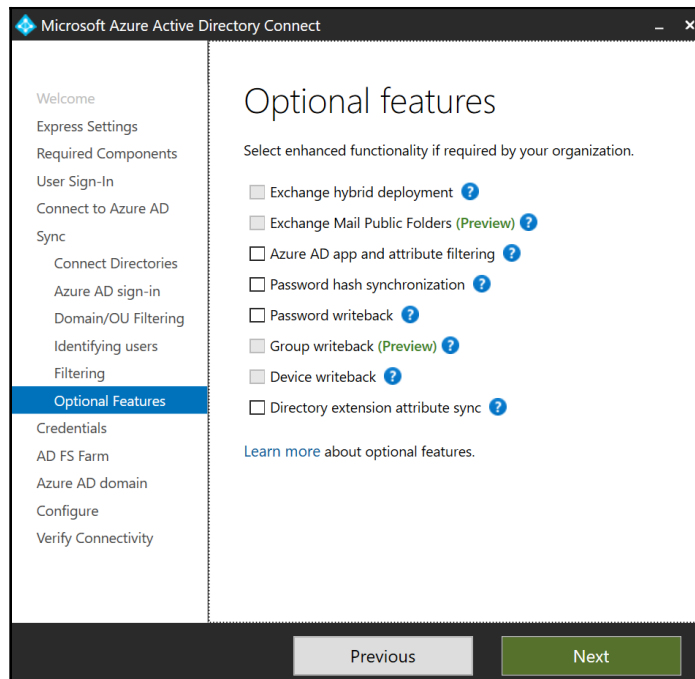 Microsoft Azure Active Directory Connect
Welcome
Express Settings
Required Components
User Sign-In
Connect to Azure AD
Sync
Connect Directories
Azure AD sign-in
Domain/OU Filtering
Identifying users
Filtering
Optional Features
Credentials
AD FS Farm
Azure AD domain
Configure
Verify Connectivity
Optional features
Select enhanced functionality if required by your organization.
Exchange hybrid deployment ?
Exchange Mail Public Folders (Preview) ?
Azure AD app and attribute filtering ?
Password hash synchronization ?
Password writeback ?
Group writeback (Preview) ?
Device writeback ?
Directory extension attribute sync ?
Learn more about optional features.
Previous
Next